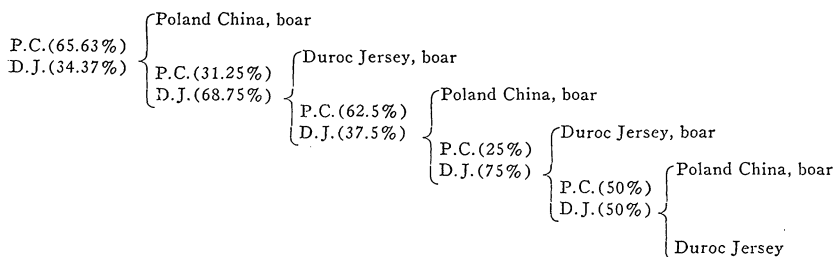 Poland China, boar
P.C.(65.63%)
D.J.(34.37%)
Duroc Jersey, boar
P.C.(31.25%)
D.J.(68.75%)
Poland China, boar
P.C.(62.5%)
D.J.(37.5%)
Duroc Jersey, boar
P.C.(25%)
D.J.(75%)
Poland China, boar
P.C.(50%)
D.J.(50%)
Duroc Jersey